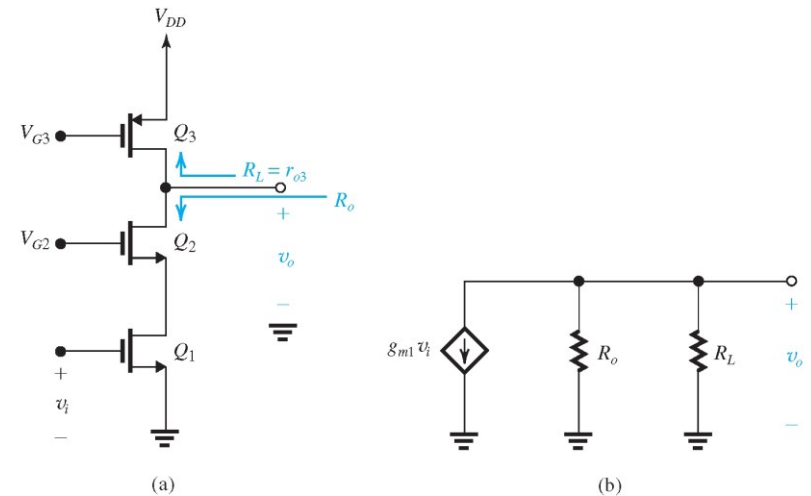 V_DD
V_G3
Q_3
R_L = r_o3
R_o
+
V_G2
Q_2
v_o
−
Q_1
+
v_i
−
(a)
g_m1 v_i
R_o
R_L
+
v_o
−
(b)